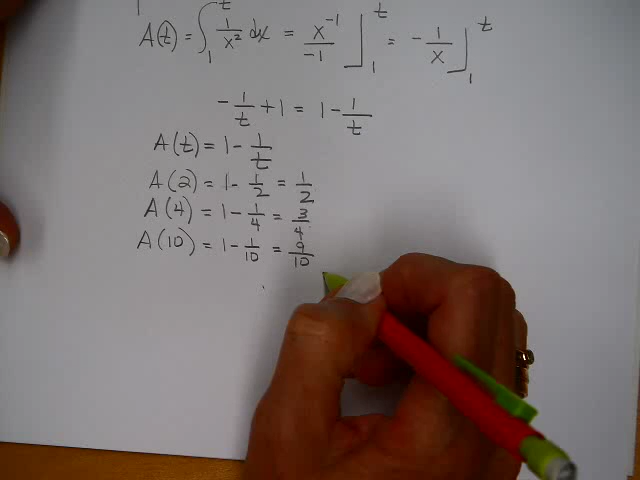 A(t) = ∫₁ᵗ 1/x² dx = x⁻¹/-1 ]₁ᵗ = - 1/x ]₁ᵗ
- 1/t + 1 = 1 - 1/t
A(t) = 1 - 1/t
A(2) = 1 - 1/2 = 1/2
A(4) = 1 - 1/4 = 3/4
A(10) = 1 - 1/10 = 9/10